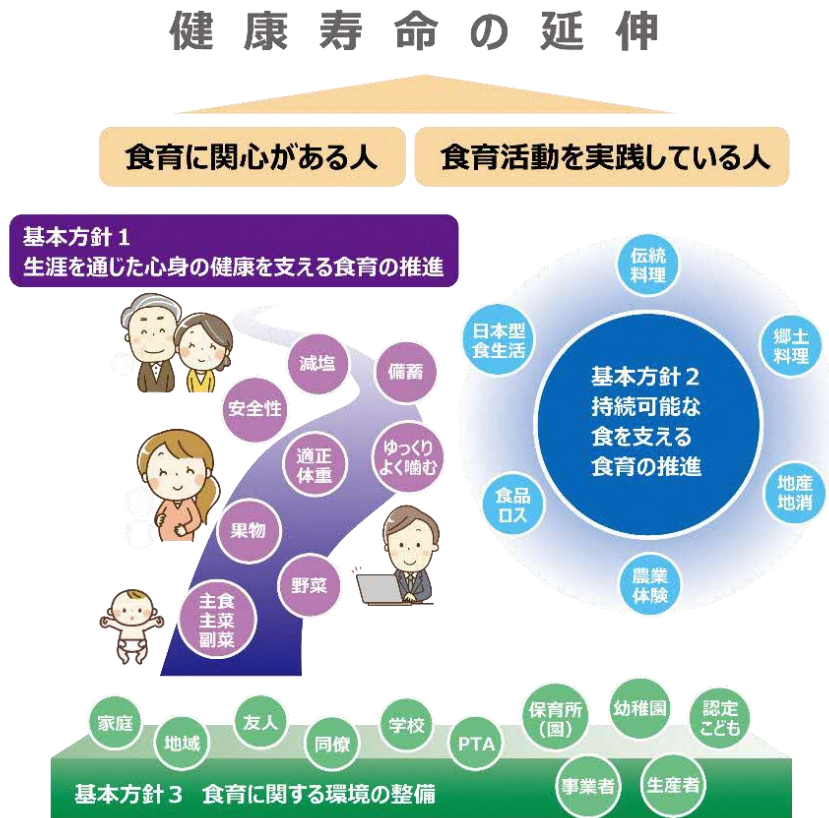 健康寿命の延伸
食育に関心がある人
食育活動を実践している人
基本方針1
生涯を通じた心身の健康を支える食育の推進
減塩
備蓄
安全性
適正
体重
ゆっくり
よく噛む
果物
野菜
主食
主菜
副菜
伝統
料理
日本型
食生活
郷土
料理
基本方針2
持続可能な
食を支える
食育の推進
食品
ロス
地産
地消
農業
体験
家庭
地域
友人
同僚
学校
PTA
保育所
(園)
幼稚園
認定
こども
事業者
生産者
基本方針3 食育に関する環境の整備